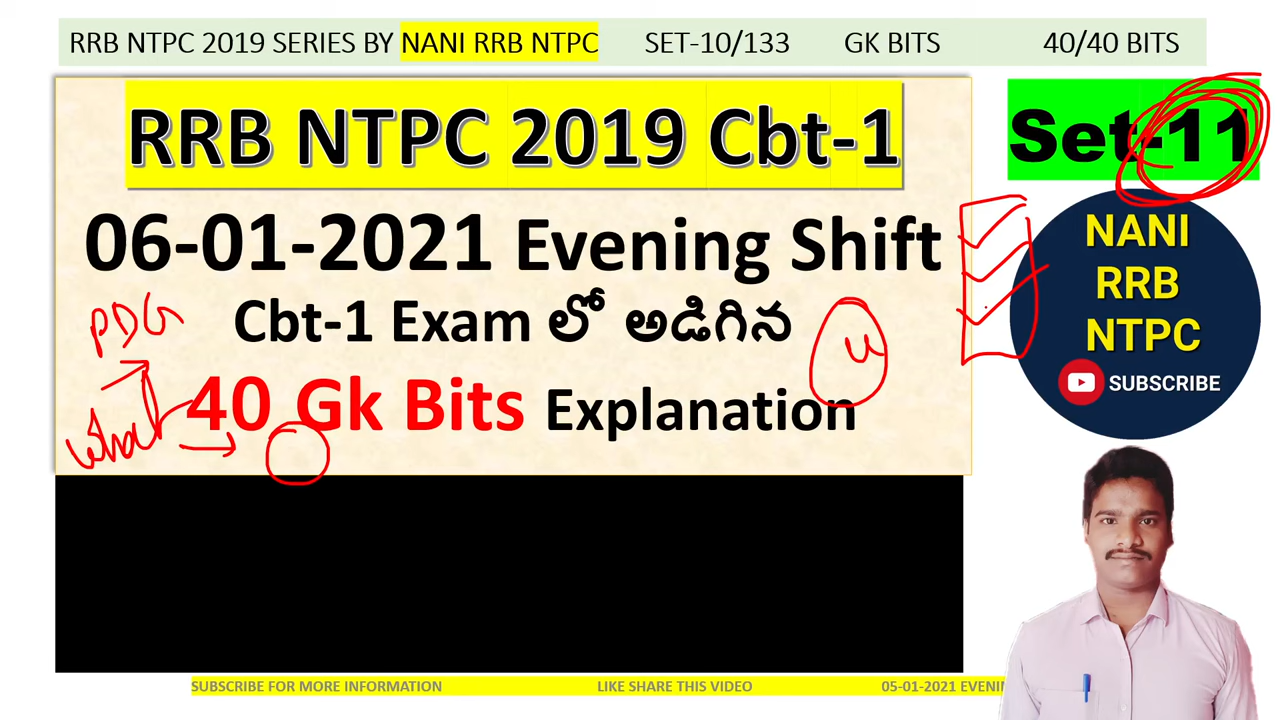 RRB NTPC 2019 SERIES BY NANI RRB NTPC SET-10/133 GK BITS 40/40 BITS
RRB NTPC 2019 Cbt-1
Set-11
06-01-2021 Evening Shift
Cbt-1 Exam లో అడిగిన
40 Gk Bits Explanation
PDG
what
u
NANI
RRB
NTPC
SUBSCRIBE
SUBSCRIBE FOR MORE INFORMATION LIKE SHARE THIS VIDEO 05-01-2021